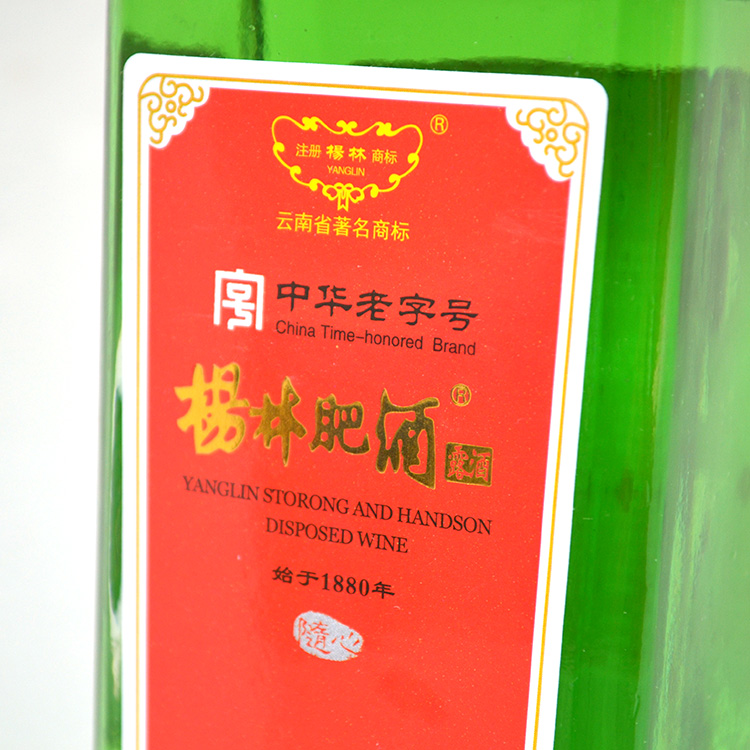 注册 楊林 商标 ®
YANGLIN
云南省著名商标
中华老字号
China Time-honored Brand
楊林肥酒 ®
露酒
YANGLIN STORONG AND HANDSON
DISPOSED WINE
始于1880年
随心